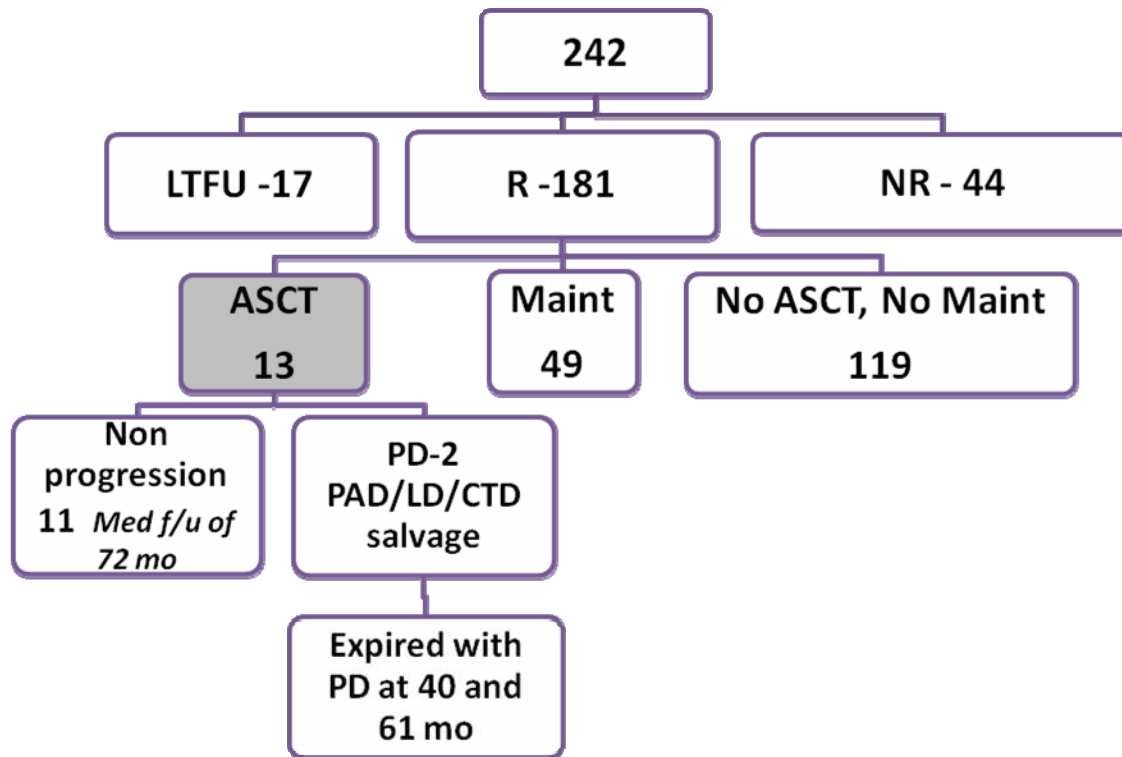 242
LTFU -17
R -181
NR - 44
ASCT
13
Maint
49
No ASCT, No Maint
119
Non
progression
11 Med f/u of
72 mo
PD-2
PAD/LD/CTD
salvage
Expired with
PD at 40 and
61 mo